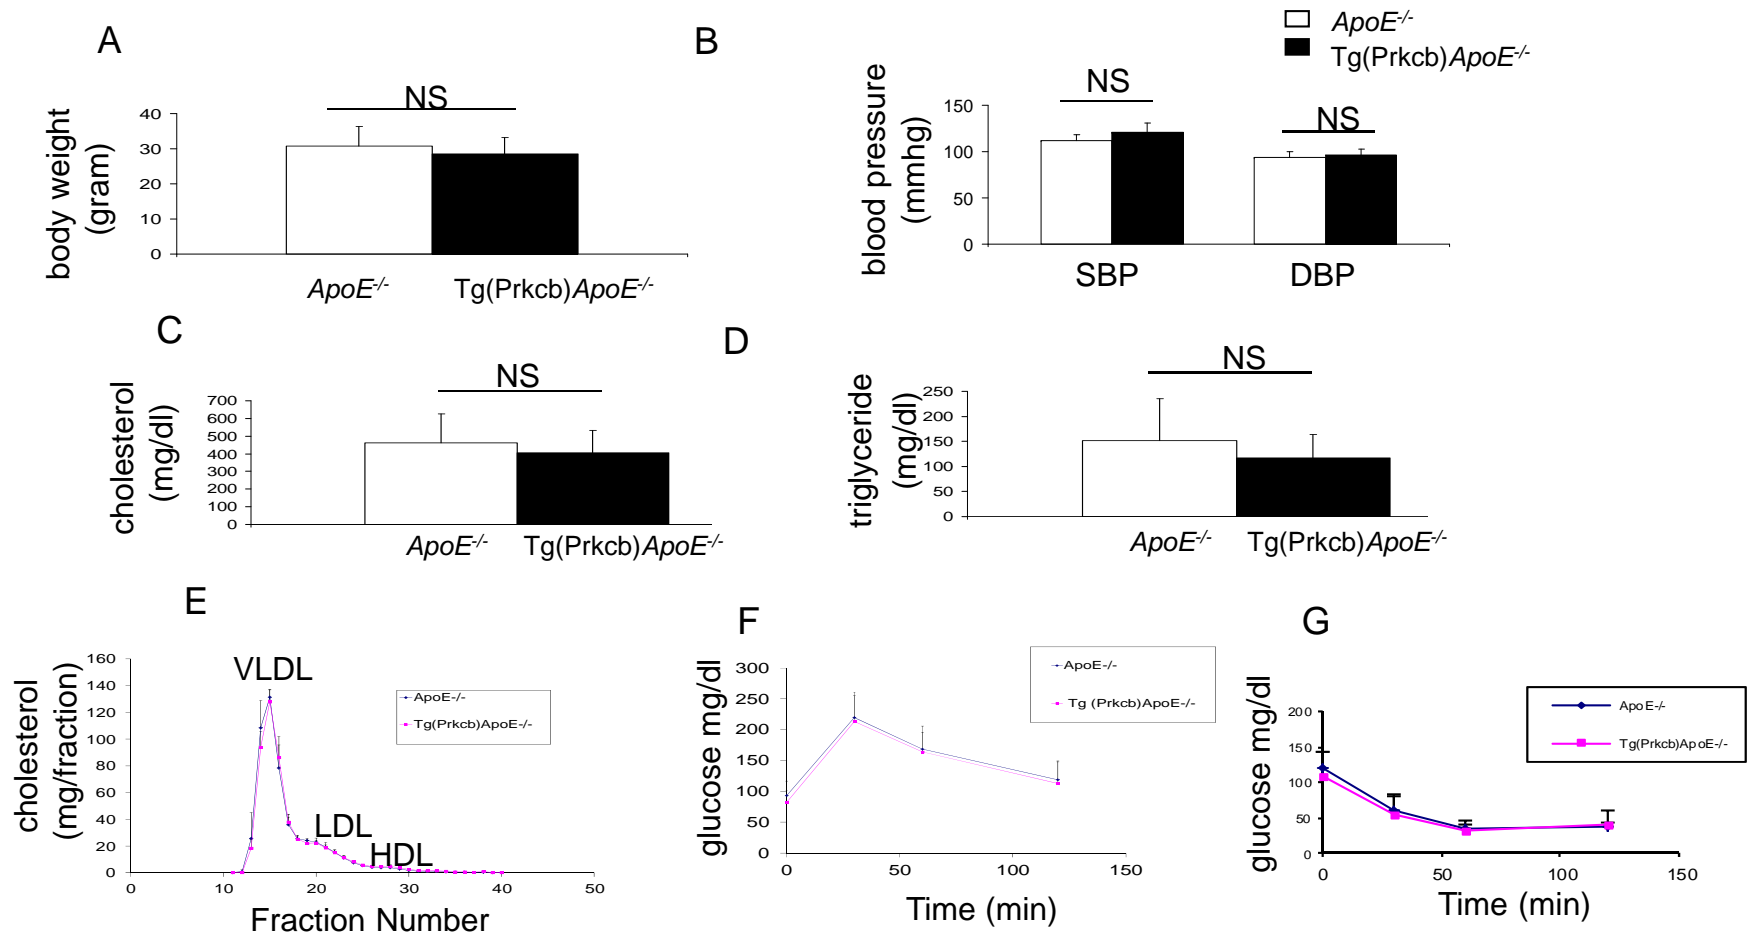 A
body weight
(gram)
NS
40
30
20
10
0
ApoE-/-
Tg(Prkcb)ApoE-/-
B
ApoE-/-
Tg(Prkcb)ApoE-/-
blood pressure
(mmhg)
NS
NS
150
100
50
0
SBP
DBP
C
cholesterol
(mg/dl)
NS
700
600
500
400
300
200
100
0
ApoE-/-
Tg(Prkcb)ApoE-/-
D
triglyceride
(mg/dl)
NS
250
200
150
100
50
0
ApoE-/-
Tg(Prkcb)ApoE-/-
E
cholesterol
(mg/fraction)
160
140
120
100
80
60
40
20
0
VLDL
LDL
HDL
ApoE-/-
Tg(Prkcb)ApoE-/-
0 10 20 30 40 50
Fraction Number
F
glucose mg/dl
300
250
200
150
100
50
0
ApoE-/-
Tg (Prkcb)ApoE-/-
0 50 100 150
Time (min)
G
glucose mg/dl
200
150
100
50
0
ApoE-/-
Tg(Prkcb)ApoE-/-
0 50 100 150
Time (min)